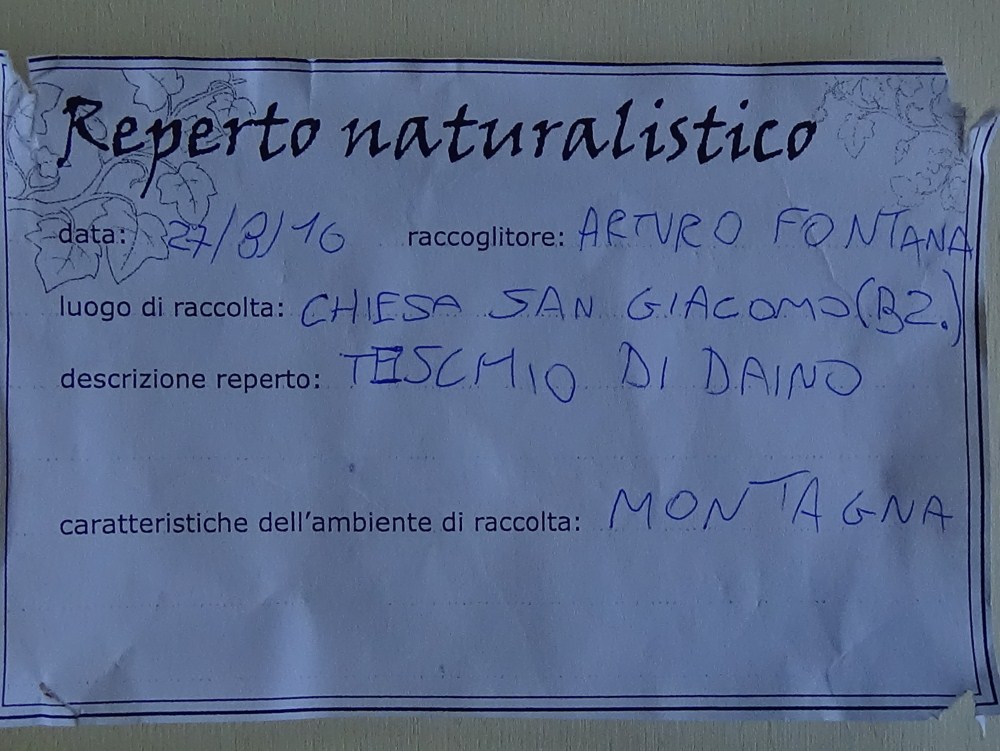 Reperto naturalistico
data: 27/8/16 raccoglitore: ARTURO FONTANA
luogo di raccolta: CHIESA SAN GIACOMO (BZ.)
descrizione reperto: TESCHIO DI DAINO
caratteristiche dell'ambiente di raccolta: MONTAGNA